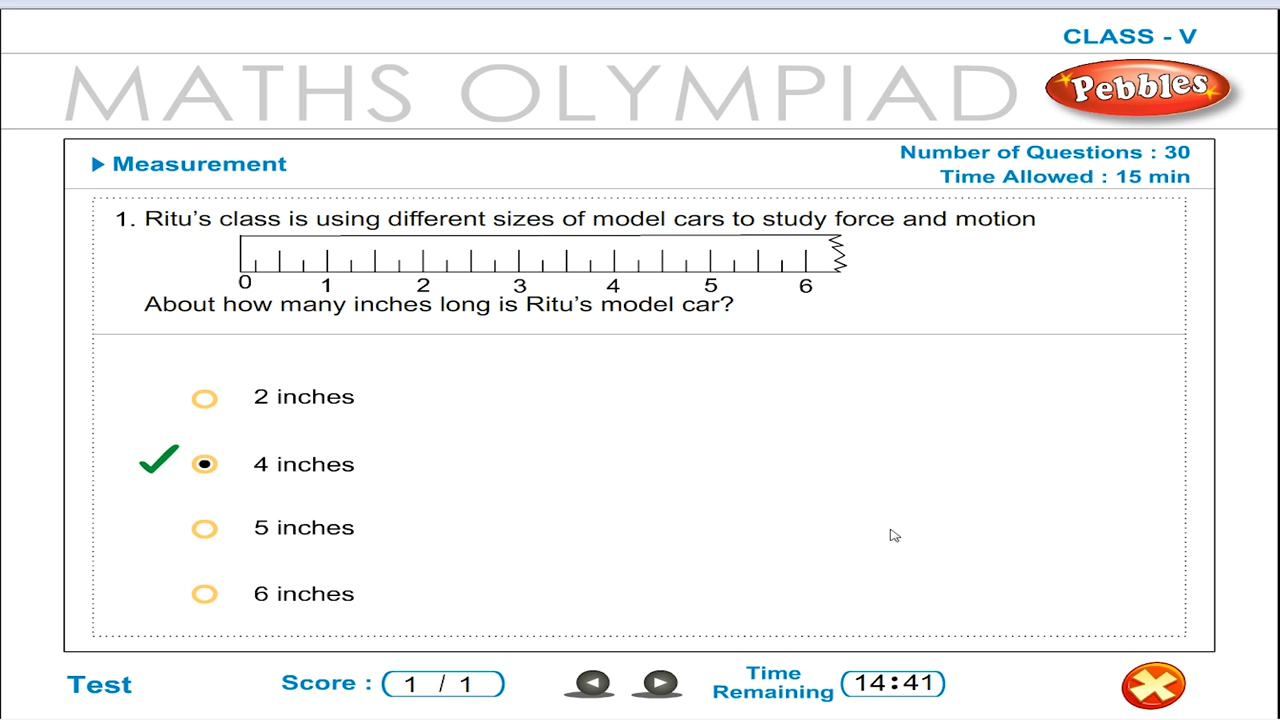 CLASS - V
MATHS OLYMPIAD
Pebbles
Measurement
Number of Questions : 30
Time Allowed : 15 min
1. Ritu's class is using different sizes of model cars to study force and motion
0 1 2 3 4 5 6
About how many inches long is Ritu's model car?
2 inches
4 inches
5 inches
6 inches
Test
Score : 1 / 1
Time
Remaining
14:41